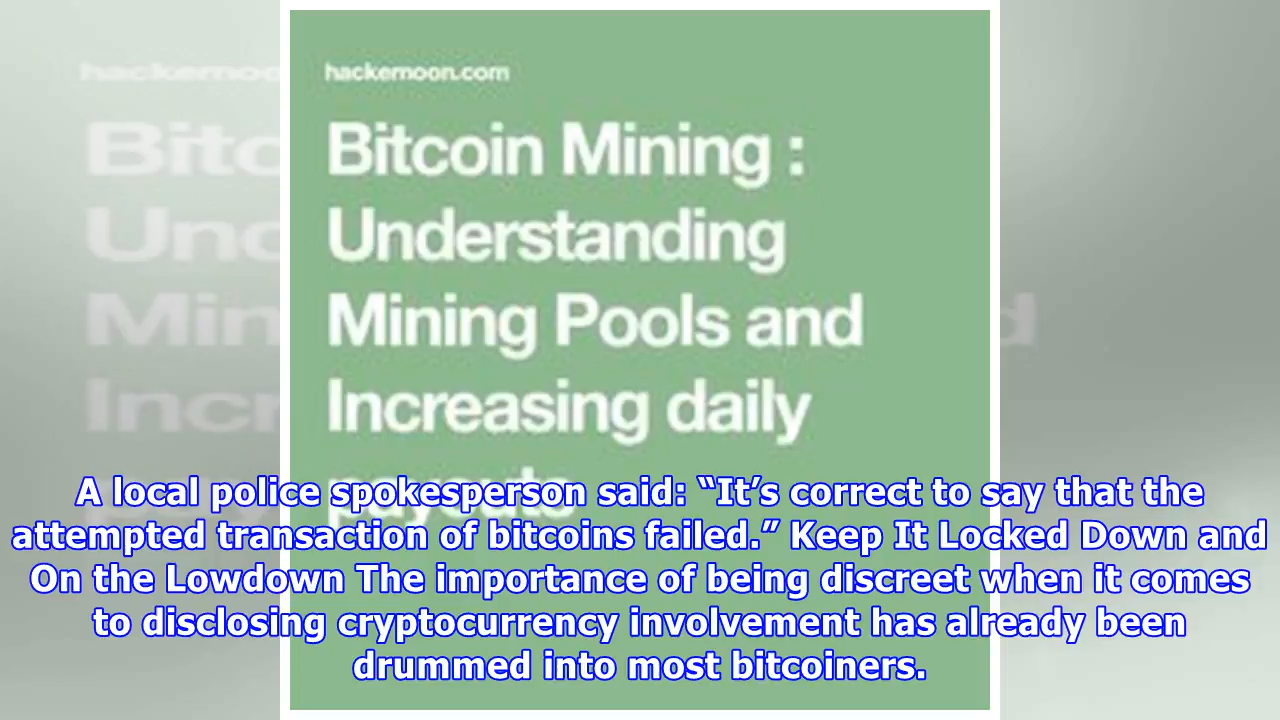 hackernoon.com
Bitcoin Mining :
Understanding
Mining Pools and
Increasing daily
payouts
A local police spokesperson said: “It’s correct to say that the
attempted transaction of bitcoins failed.” Keep It Locked Down and
On the Lowdown The importance of being discreet when it comes
to disclosing cryptocurrency involvement has already been
drummed into most bitcoiners.